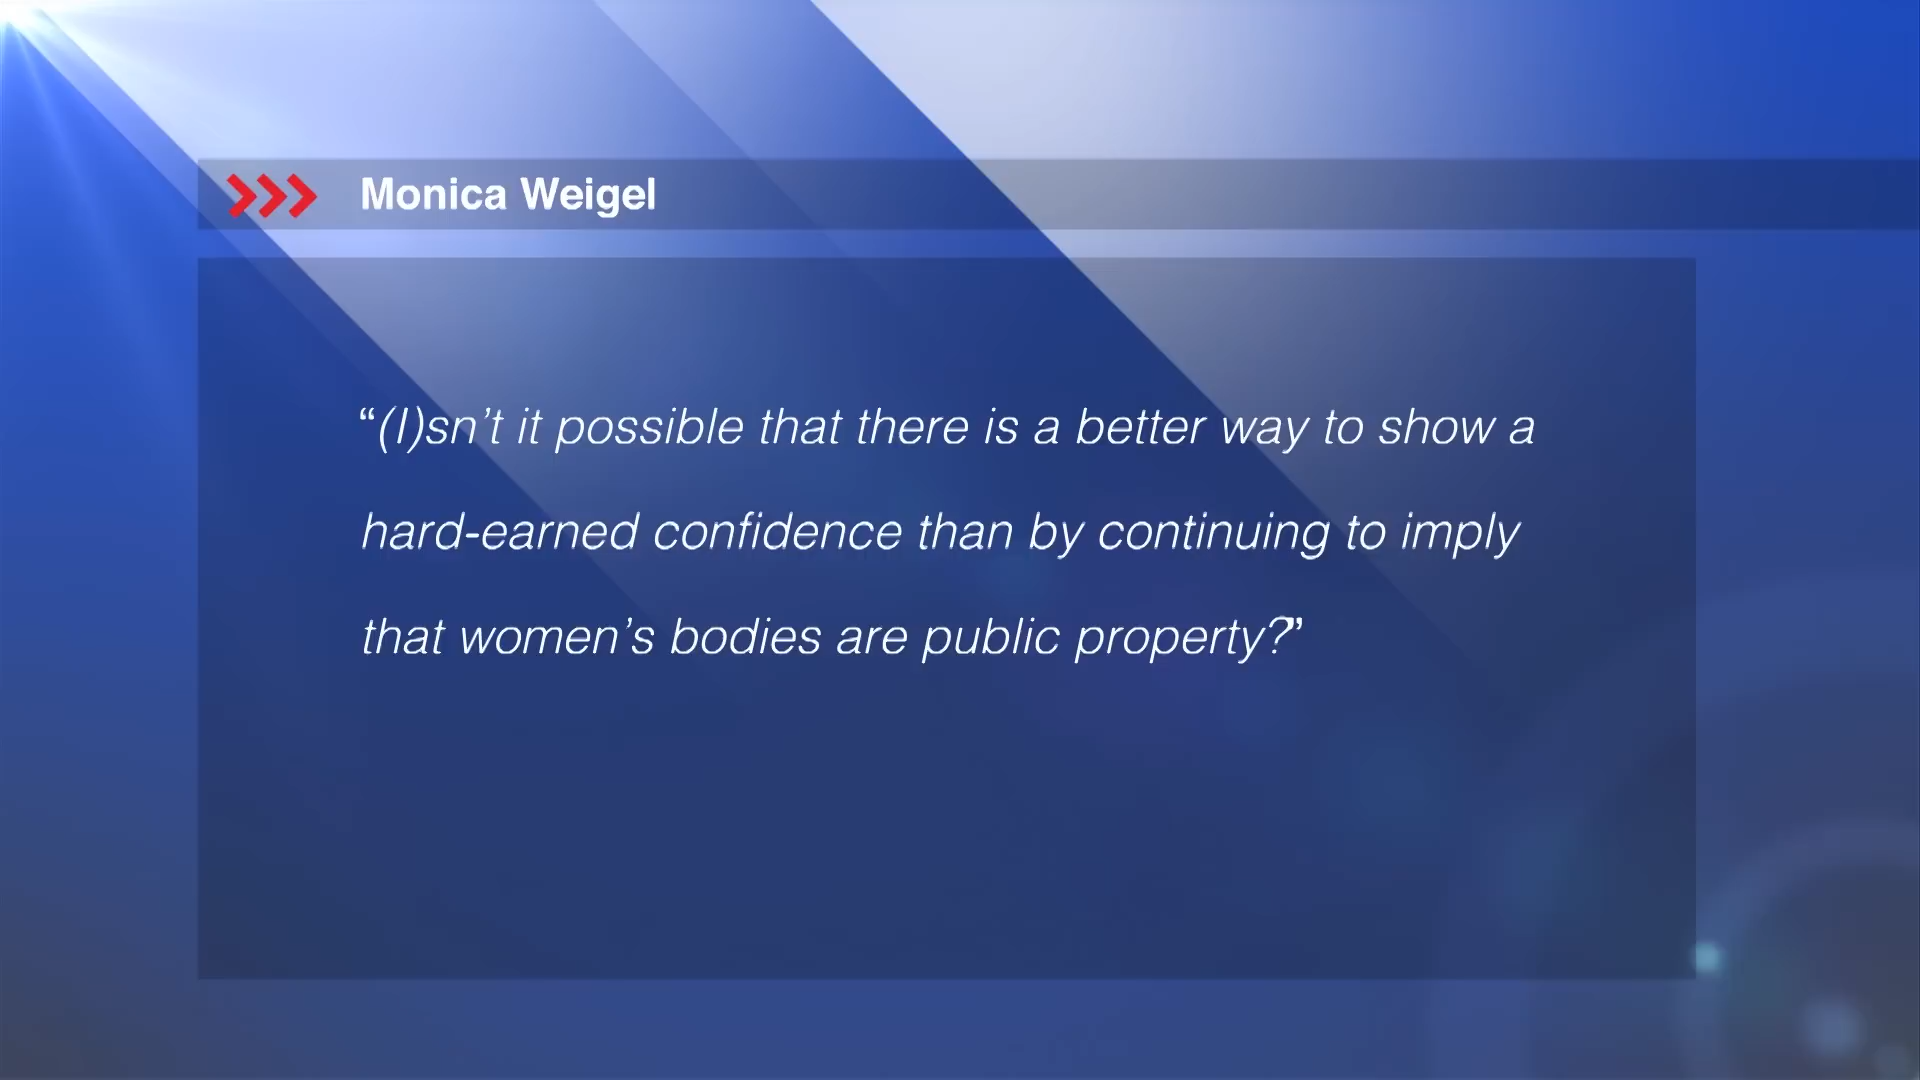 Monica Weigel
“(I)sn’t it possible that there is a better way to show a
hard-earned confidence than by continuing to imply
that women’s bodies are public property?”